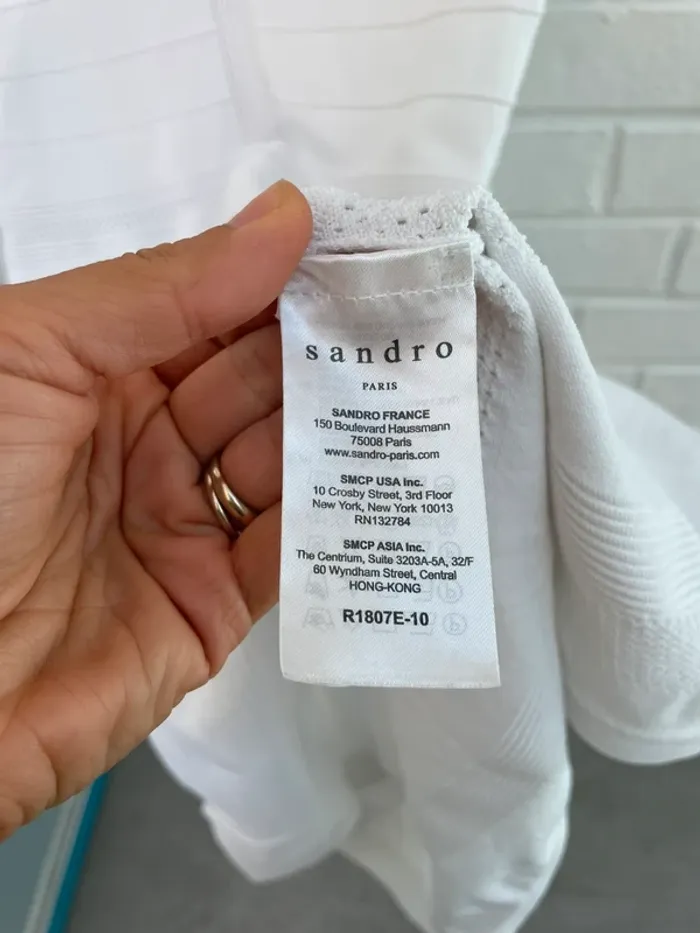 sandro
PARIS
SANDRO FRANCE
150 Boulevard Haussmann
75008 Paris
www.sandro-paris.com
SMCP USA Inc.
10 Crosby Street, 3rd Floor
New York, New York 10013
RN132784
SMCP ASIA Inc.
The Centrium, Suite 3203A-5A, 32/F
60 Wyndham Street, Central
HONG-KONG
R1807E-10